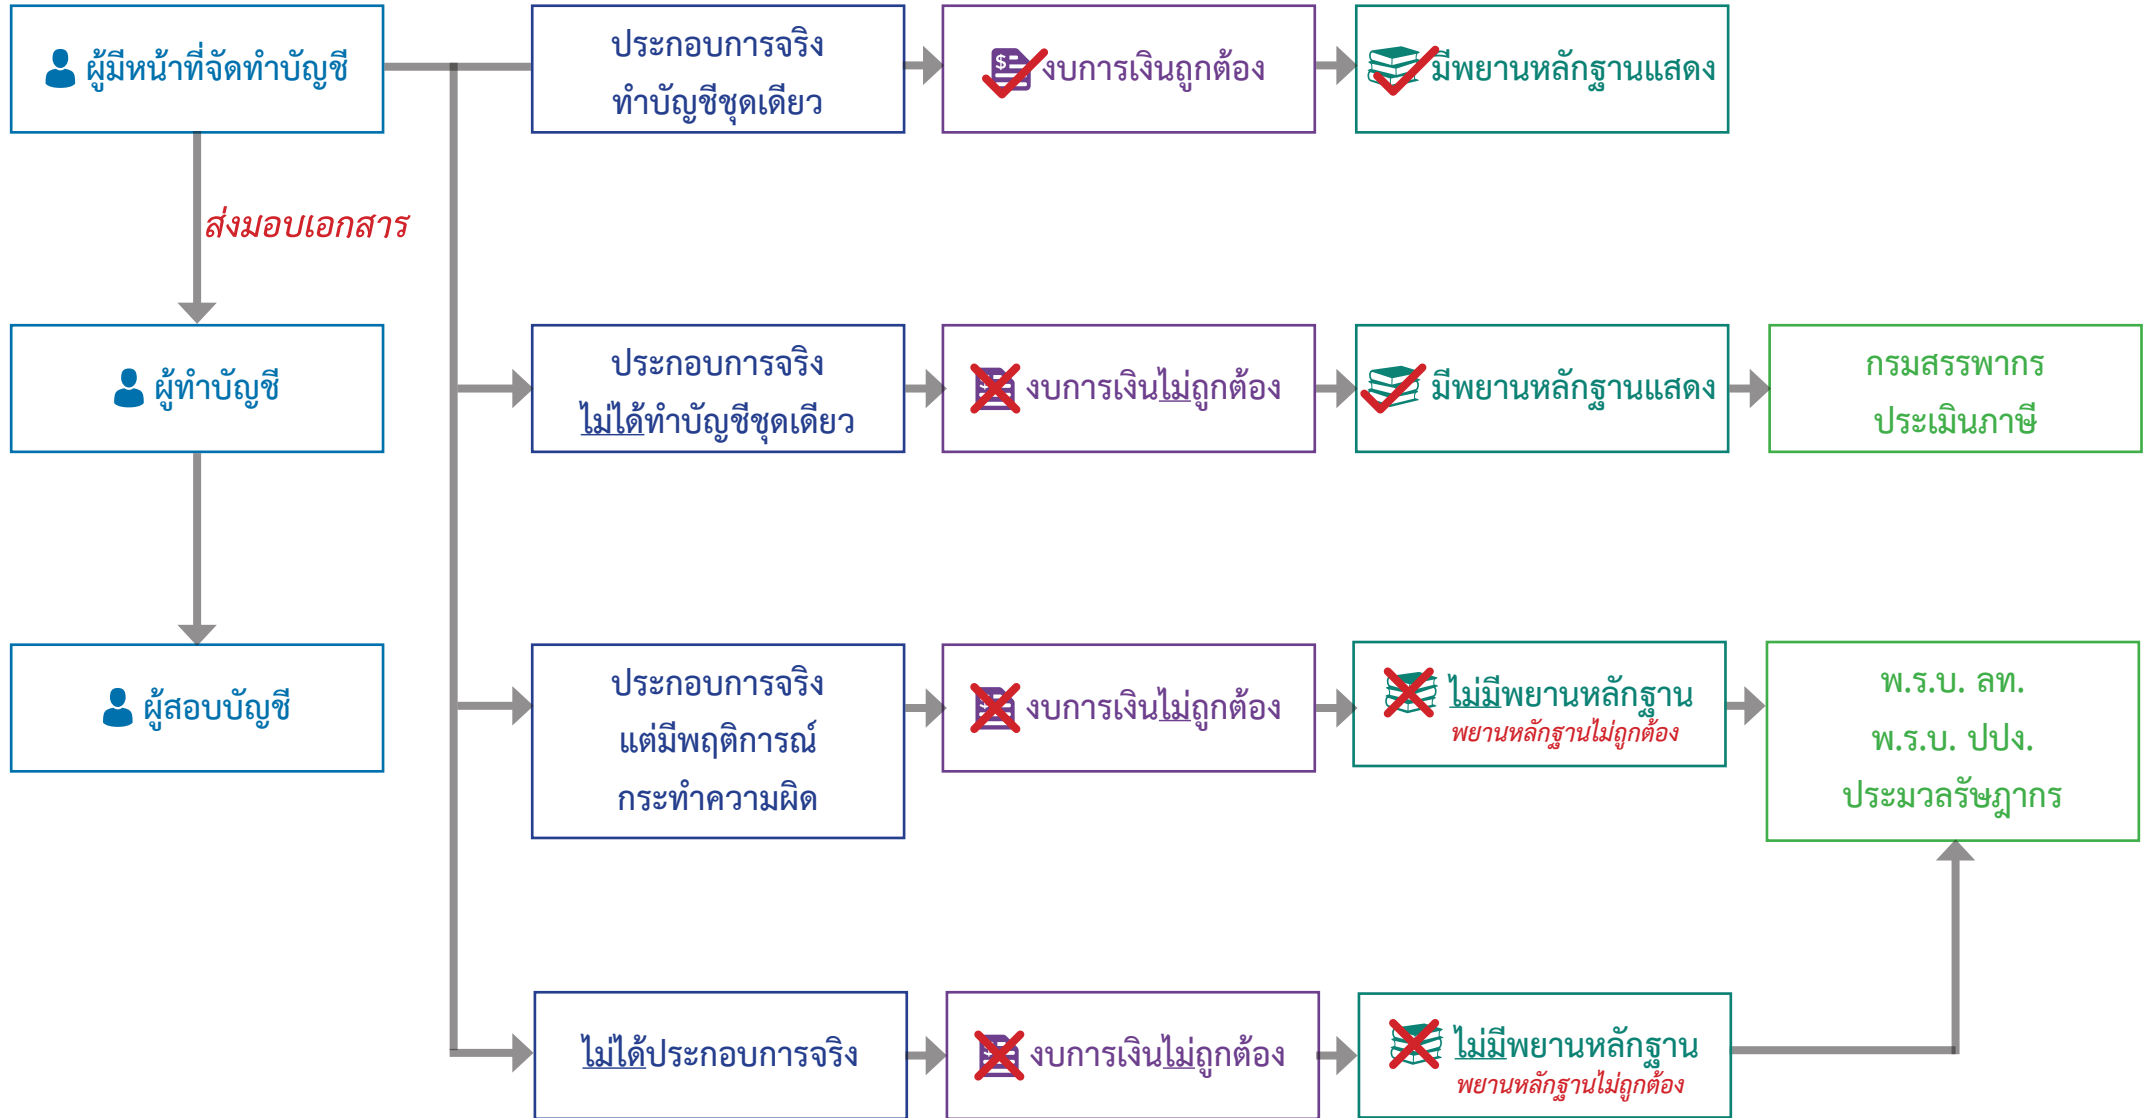 ผู้มีหน้าที่จัดทำบัญชี
ประกอบการจริง
ทำบัญชีชุดเดียว
งบการเงินถูกต้อง
มีพยานหลักฐานแสดง
ส่งมอบเอกสาร
ผู้ทำบัญชี
ประกอบการจริง
ไม่ได้ทำบัญชีชุดเดียว
งบการเงินไม่ถูกต้อง
มีพยานหลักฐานแสดง
กรมสรรพากร
ประเมินภาษี
ผู้สอบบัญชี
ประกอบการจริง
แต่มีพฤติการณ์
กระทำความผิด
งบการเงินไม่ถูกต้อง
ไม่มีพยานหลักฐาน
พยานหลักฐานไม่ถูกต้อง
พ.ร.บ. ลท.
พ.ร.บ. ปปง.
ประมวลรัษฎากร
ไม่ได้ประกอบการจริง
งบการเงินไม่ถูกต้อง
ไม่มีพยานหลักฐาน
พยานหลักฐานไม่ถูกต้อง